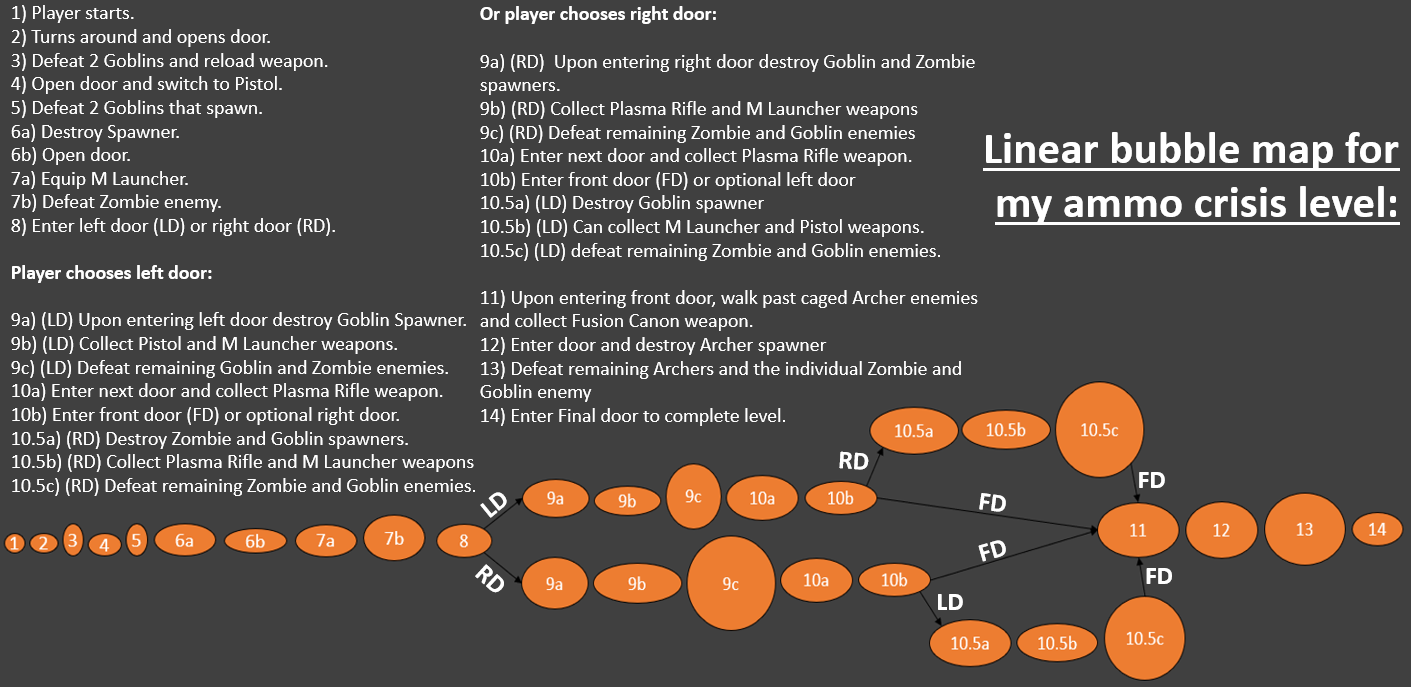 1) Player starts.
2) Turns around and opens door.
3) Defeat 2 Goblins and reload weapon.
4) Open door and switch to Pistol.
5) Defeat 2 Goblins that spawn.
6a) Destroy Spawner.
6b) Open door.
7a) Equip M Launcher.
7b) Defeat Zombie enemy.
8) Enter left door (LD) or right door (RD).
Player chooses left door:
9a) (LD) Upon entering left door destroy Goblin Spawner.
9b) (LD) Collect Pistol and M Launcher weapons.
9c) (LD) Defeat remaining Goblin and Zombie enemies.
10a) Enter next door and collect Plasma Rifle weapon.
10b) Enter front door (FD) or optional right door.
10.5a) (RD) Destroy Zombie and Goblin spawners.
10.5b) (RD) Collect Plasma Rifle and M Launcher weapons
10.5c) (RD) Defeat remaining Zombie and Goblin enemies.
Or player chooses right door:
9a) (RD)  Upon entering right door destroy Goblin and Zombie
spawners.
9b) (RD) Collect Plasma Rifle and M Launcher weapons
9c) (RD) Defeat remaining Zombie and Goblin enemies
10a) Enter next door and collect Plasma Rifle weapon.
10b) Enter front door (FD) or optional left door
10.5a) (LD) Destroy Goblin spawner
10.5b) (LD) Can collect M Launcher and Pistol weapons.
10.5c) (LD) defeat remaining Zombie and Goblin enemies.
11) Upon entering front door, walk past caged Archer enemies
and collect Fusion Canon weapon.
12) Enter door and destroy Archer spawner
13) Defeat remaining Archers and the individual Zombie and
Goblin enemy
14) Enter Final door to complete level.
Linear bubble map for
my ammo crisis level:
1
2
3
4
5
6a
6b
7a
7b
8
LD
9a
9b
9c
10a
10b
RD
10.5a
10.5b
10.5c
FD
FD
RD
9a
9b
9c
10a
10b
FD
LD
10.5a
10.5b
10.5c
FD
11
12
13
14